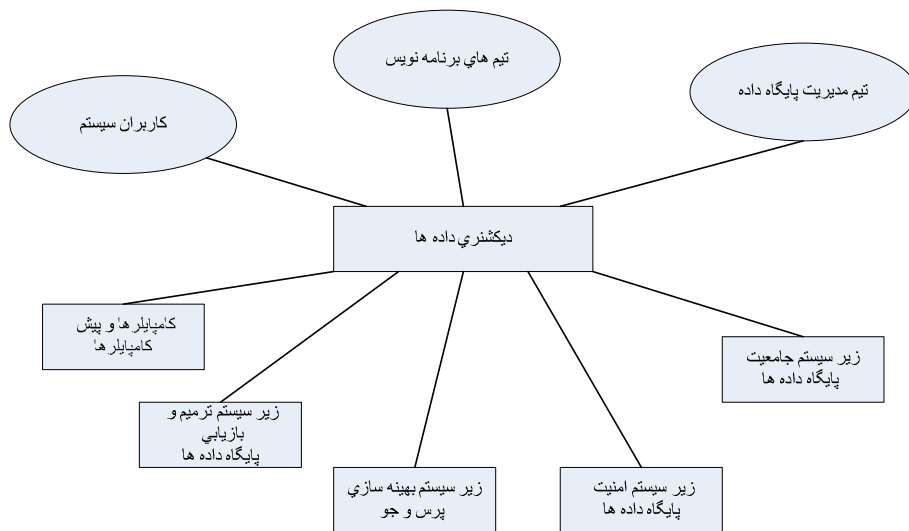 تيم هاي برنامه نويس
تيم مديريت پايگاه داده
كاربران سيستم
ديكشنري داده ها
كامپايلرها و پيش
كامپايلرها
زير سيستم جامعيت
پايگاه داده ها
زير سيستم ترميم و
بازيابي
پايگاه داده ها
زير سيستم بهينه سازي
پرس و جو
زير سيستم امنيت
پايگاه داده ها